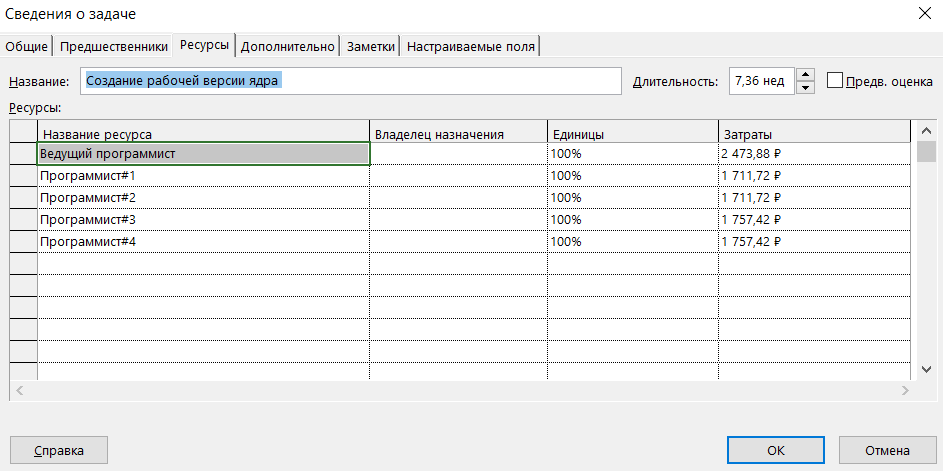 Сведения о задаче
Общие Предшественники Ресурсы Дополнительно Заметки Настраиваемые поля
Название: Создание рабочей версии ядра Длительность: 7,36 нед Предв. оценка
Ресурсы:
Название ресурса Владелец назначения Единицы Затраты
Ведущий программист 100% 2 473,88 ₽
Программист#1 100% 1 711,72 ₽
Программист#2 100% 1 711,72 ₽
Программист#3 100% 1 757,42 ₽
Программист#4 100% 1 757,42 ₽
Справка ОК Отмена